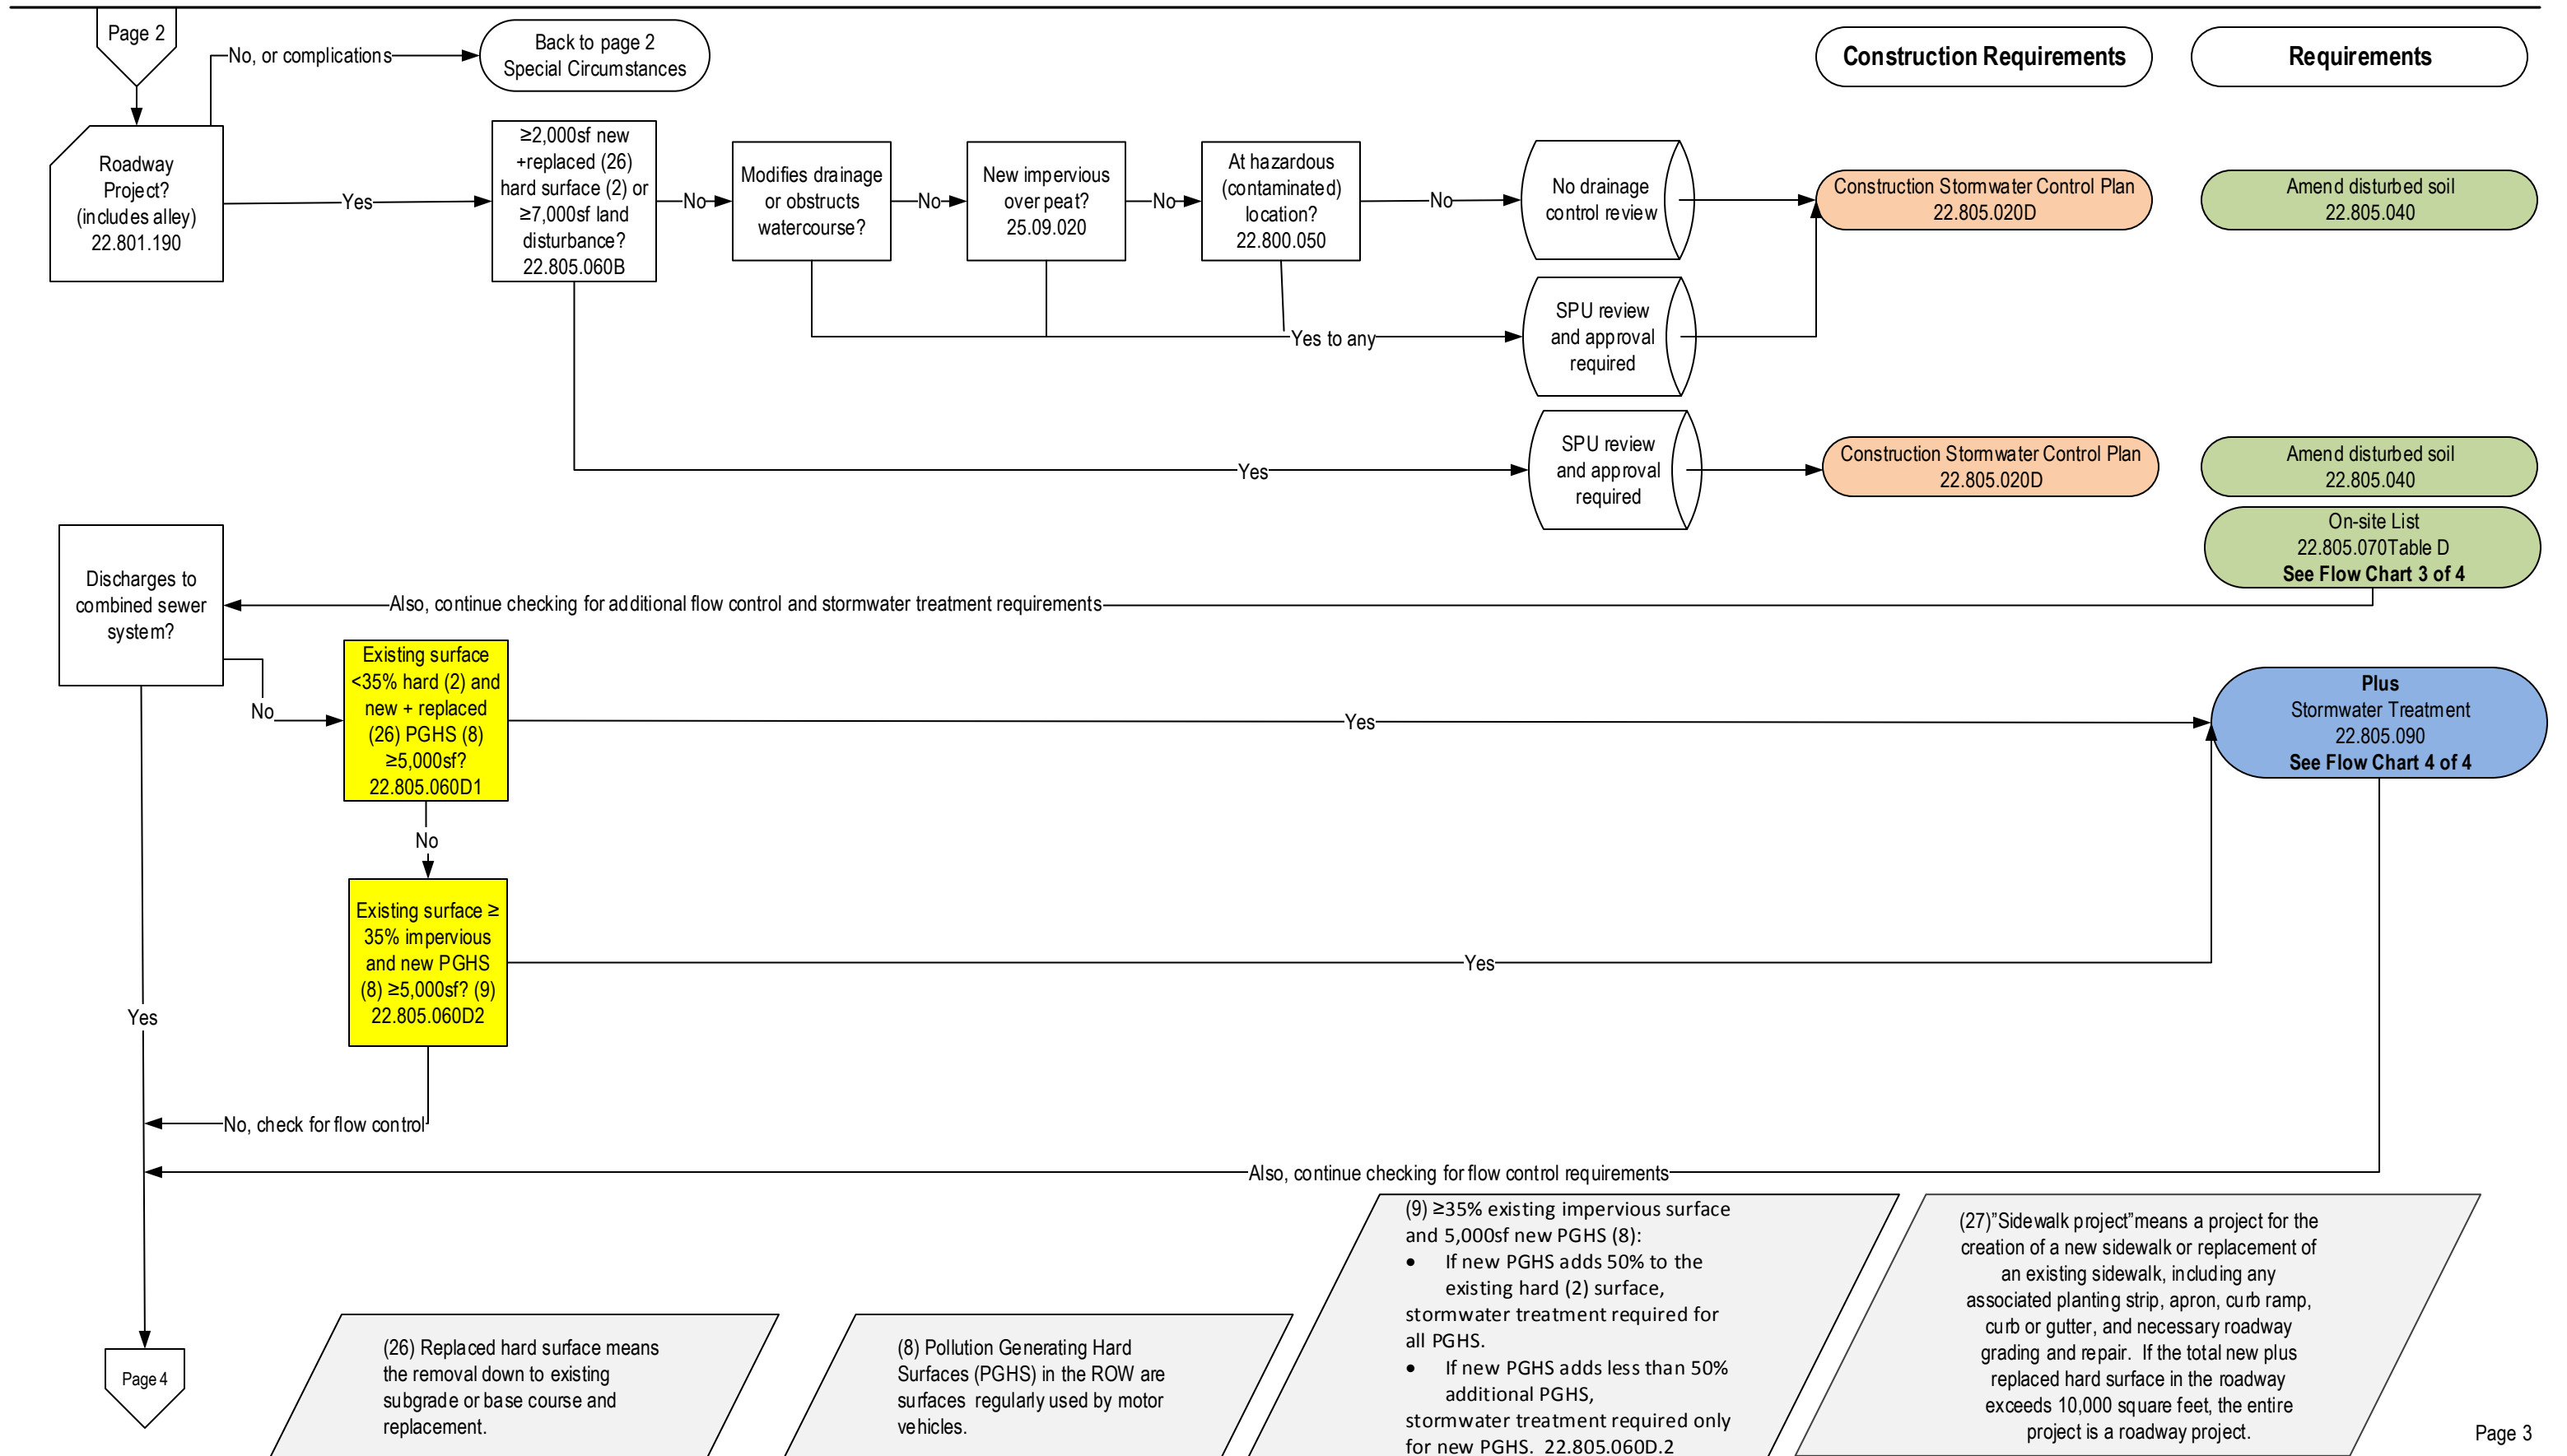 Page 2
No, or complications
Back to page 2
Special Circumstances
Construction Requirements
Requirements
Roadway
Project?
(includes alley)
22.801.190
Yes
≥2,000sf new
+replaced (26)
hard surface (2) or
≥7,000sf land
disturbance?
22.805.060B
No
Modifies drainage
or obstructs
watercourse?
No
New impervious
over peat?
25.09.020
No
At hazardous
(contaminated)
location?
22.800.050
No
No drainage
control review
Construction Stormwater Control Plan
22.805.020D
Amend disturbed soil
22.805.040
Yes to any
SPU review
and approval
required
Yes
SPU review
and approval
required
Construction Stormwater Control Plan
22.805.020D
Amend disturbed soil
22.805.040
On-site List
22.805.070Table D
See Flow Chart 3 of 4
Discharges to
combined sewer
system?
Also, continue checking for additional flow control and stormwater treatment requirements
No
Existing surface
<35% hard (2) and
new + replaced
(26) PGHS (8)
≥5,000sf?
22.805.060D1
Yes
Plus
Stormwater Treatment
22.805.090
See Flow Chart 4 of 4
No
Existing surface ≥
35% impervious
and new PGHS
(8) ≥5,000sf? (9)
22.805.060D2
Yes
Yes
No, check for flow control
Also, continue checking for flow control requirements
Page 4
(26) Replaced hard surface means
the removal down to existing
subgrade or base course and
replacement.
(8) Pollution Generating Hard
Surfaces (PGHS) in the ROW are
surfaces regularly used by motor
vehicles.
(9) ≥35% existing impervious surface
and 5,000sf new PGHS (8):
• If new PGHS adds 50% to the
existing hard (2) surface,
stormwater treatment required for
all PGHS.
• If new PGHS adds less than 50%
additional PGHS,
stormwater treatment required only
for new PGHS. 22.805.060D.2
(27)”Sidewalk project”means a project for the
creation of a new sidewalk or replacement of
an existing sidewalk, including any
associated planting strip, apron, curb ramp,
curb or gutter, and necessary roadway
grading and repair. If the total new plus
replaced hard surface in the roadway
exceeds 10,000 square feet, the entire
project is a roadway project.
Page 3